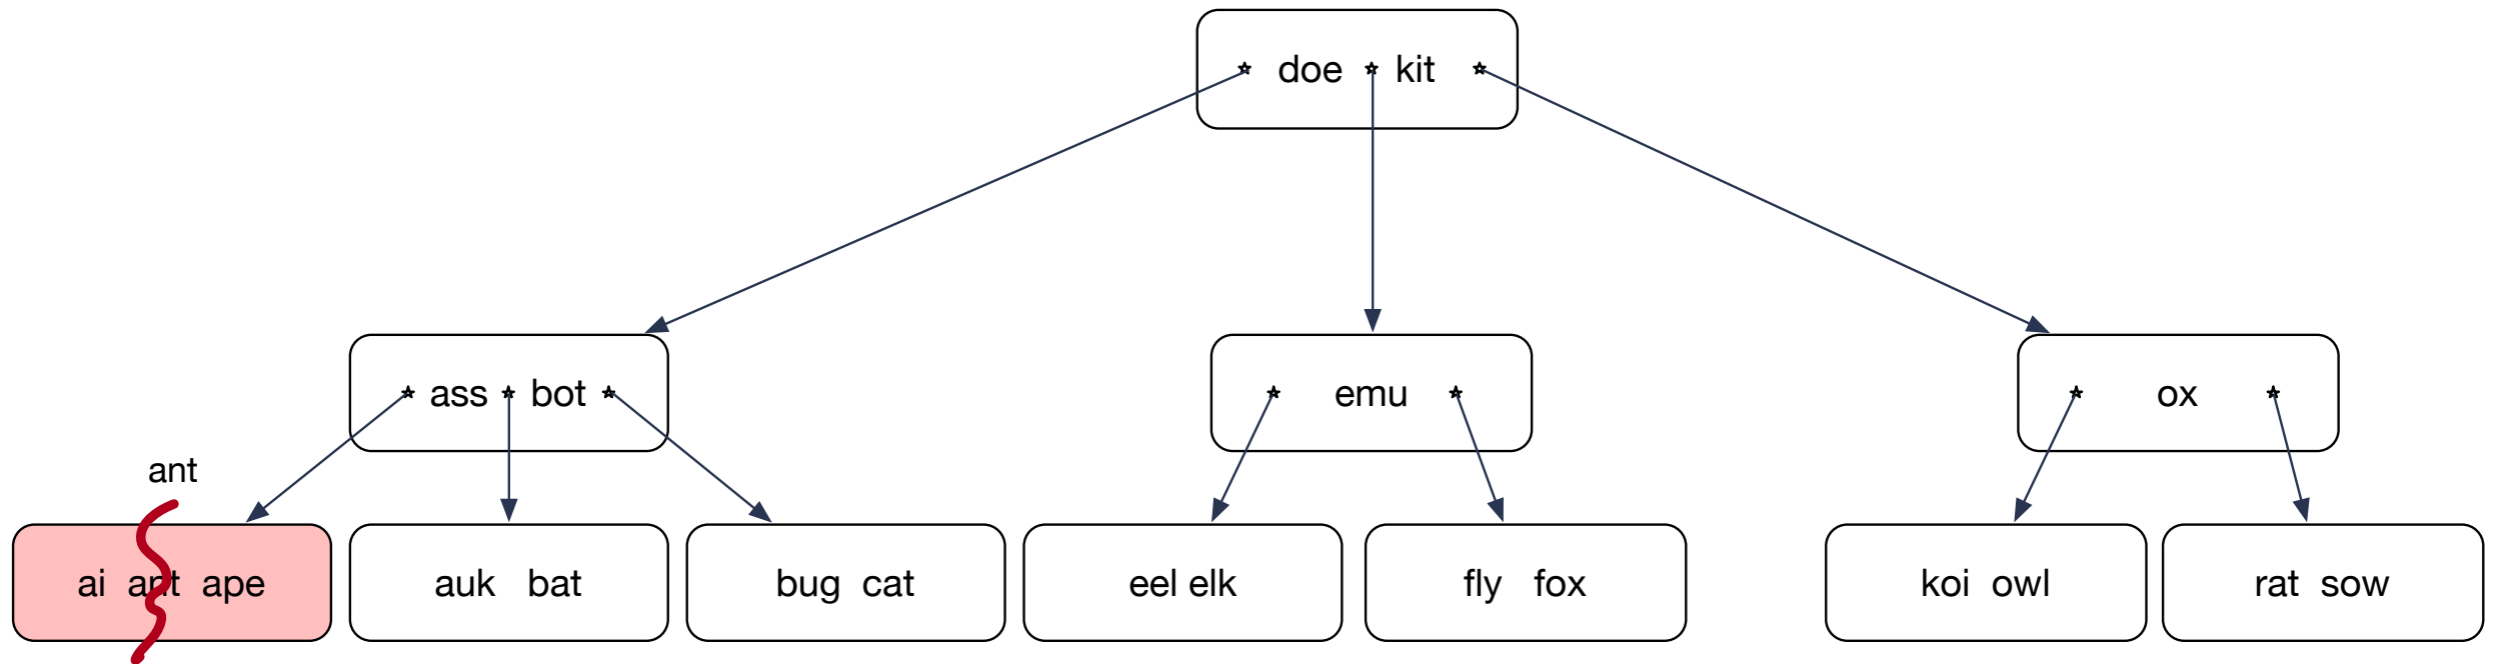 doe kit
ass bot emu ox
ant
ai ant ape auk bat bug cat eel elk fly fox koi owl rat sow